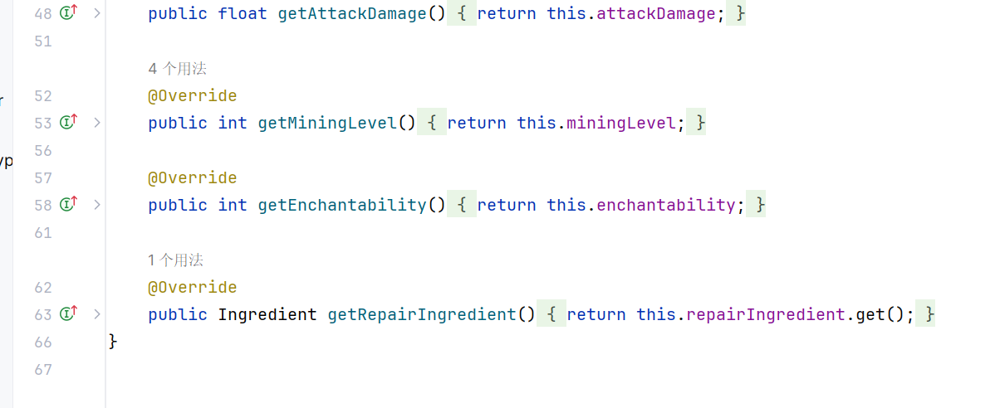 48 public float getAttackDamage() { return this.attackDamage; }
51
4 个用法
52 @Override
53 public int getMiningLevel() { return this.miningLevel; }
56
57 @Override
58 public int getEnchantability() { return this.enchantability; }
61
1 个用法
62 @Override
63 public Ingredient getRepairIngredient() { return this.repairIngredient.get(); }
66 }
67